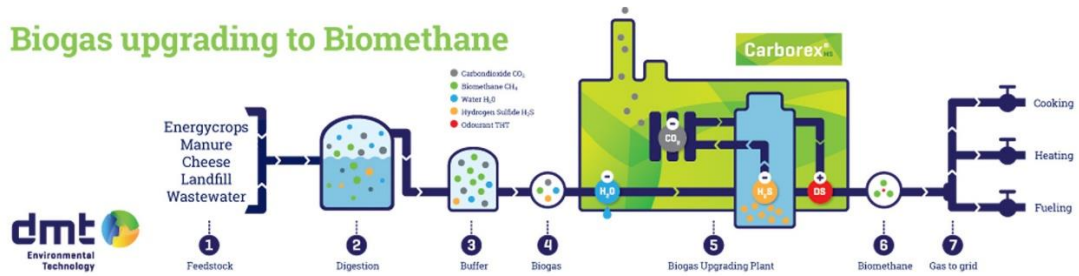 Biogas upgrading to Biomethane
Carborex® MS
Carbondioxide CO₂
Biomethane CH₄
Water H₂O
Hydrogen Sulfide H₂S
Odourant THT
Energycrops
Manure
Cheese
Landfill
Wastewater
CO₂
H₂O
H₂S
DS
Cooking
Heating
Fueling
dmt
Environmental
Technology
1
Feedstock
2
Digestion
3
Buffer
4
Biogas
5
Biogas Upgrading Plant
6
Biomethane
7
Gas to grid